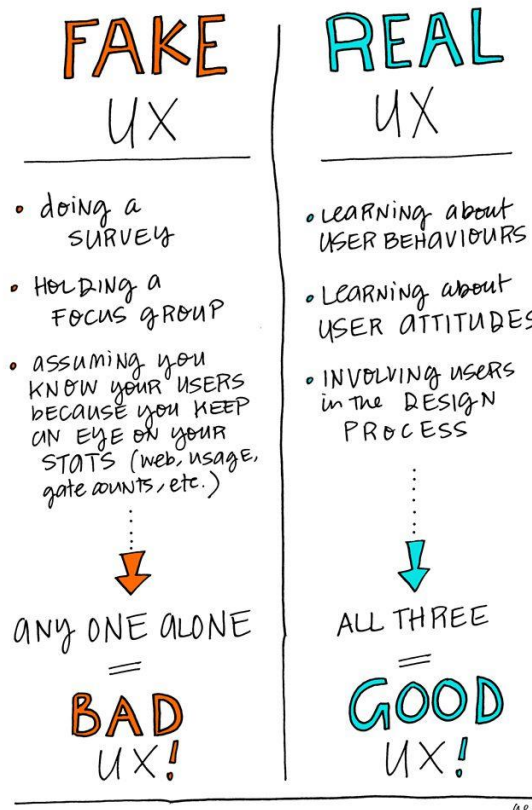 FAKE
UX
• doing a
SURVEY
• HOLDING a
FOCUS gROUP
• assuming you
KNOW your USERS
because you KEEP
an EYE on your
STATS (web, usage,
gate counts, etc.)
any ONE alONE
=
BAD
UX!
REAL
UX
• LEARNING about
USER BEHAVIOURS
• LEARNING about
USER ATTITUDES
• INVOLVING users
in the DESIGN
PROCESS
ALL THREE
=
GOOD
UX!